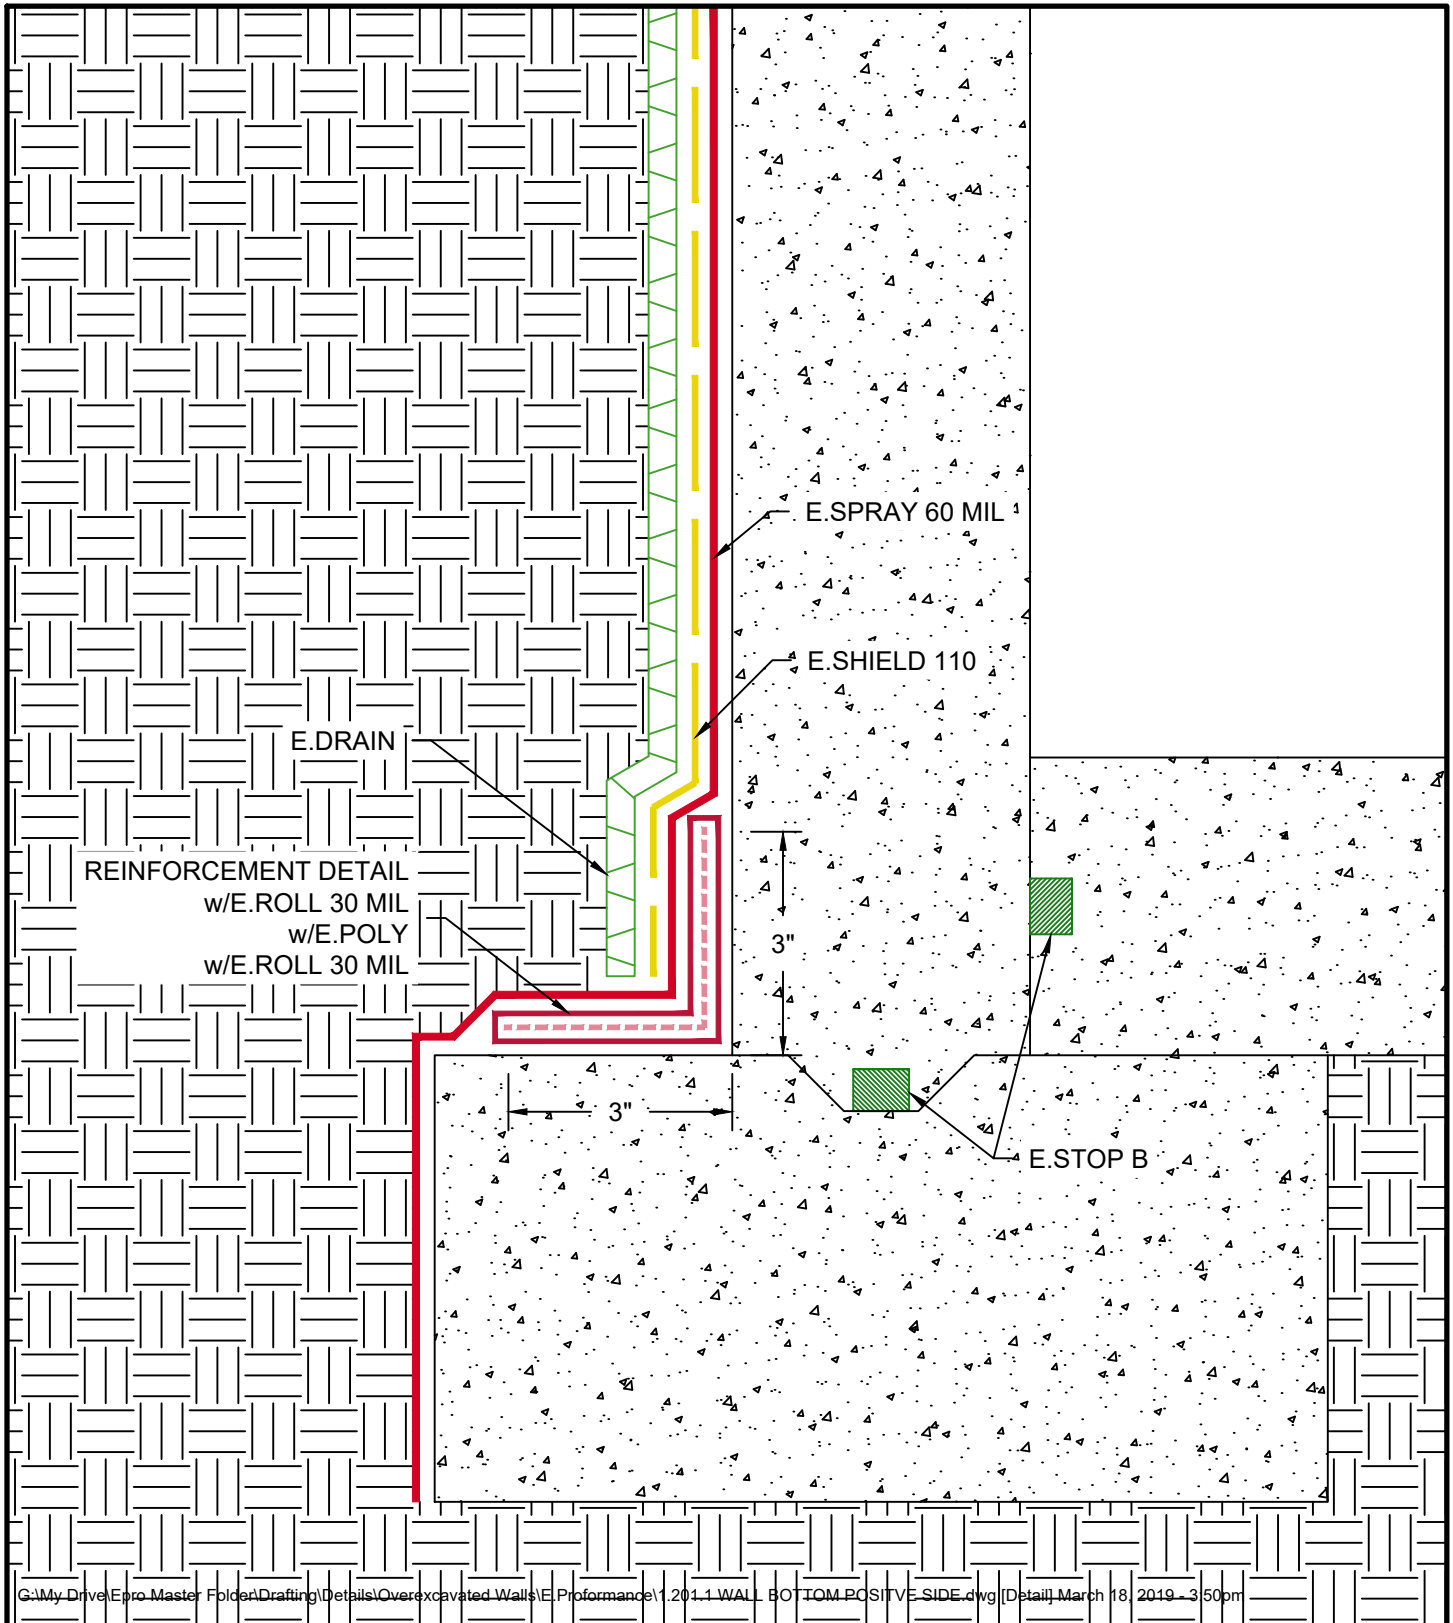 E.SPRAY 60 MIL
E.SHIELD 110
E.DRAIN
REINFORCEMENT DETAIL
w/E.ROLL 30 MIL
w/E.POLY
w/E.ROLL 30 MIL
3"
3"
E.STOP B
G:\My Drive\Epro Master Folder\Drafting\Details\Overexcavated Walls\E.Proformance\1.201.1 WALL BOTTOM POSITVE SIDE.dwg [Detail] March 18, 2019 - 3:50pm